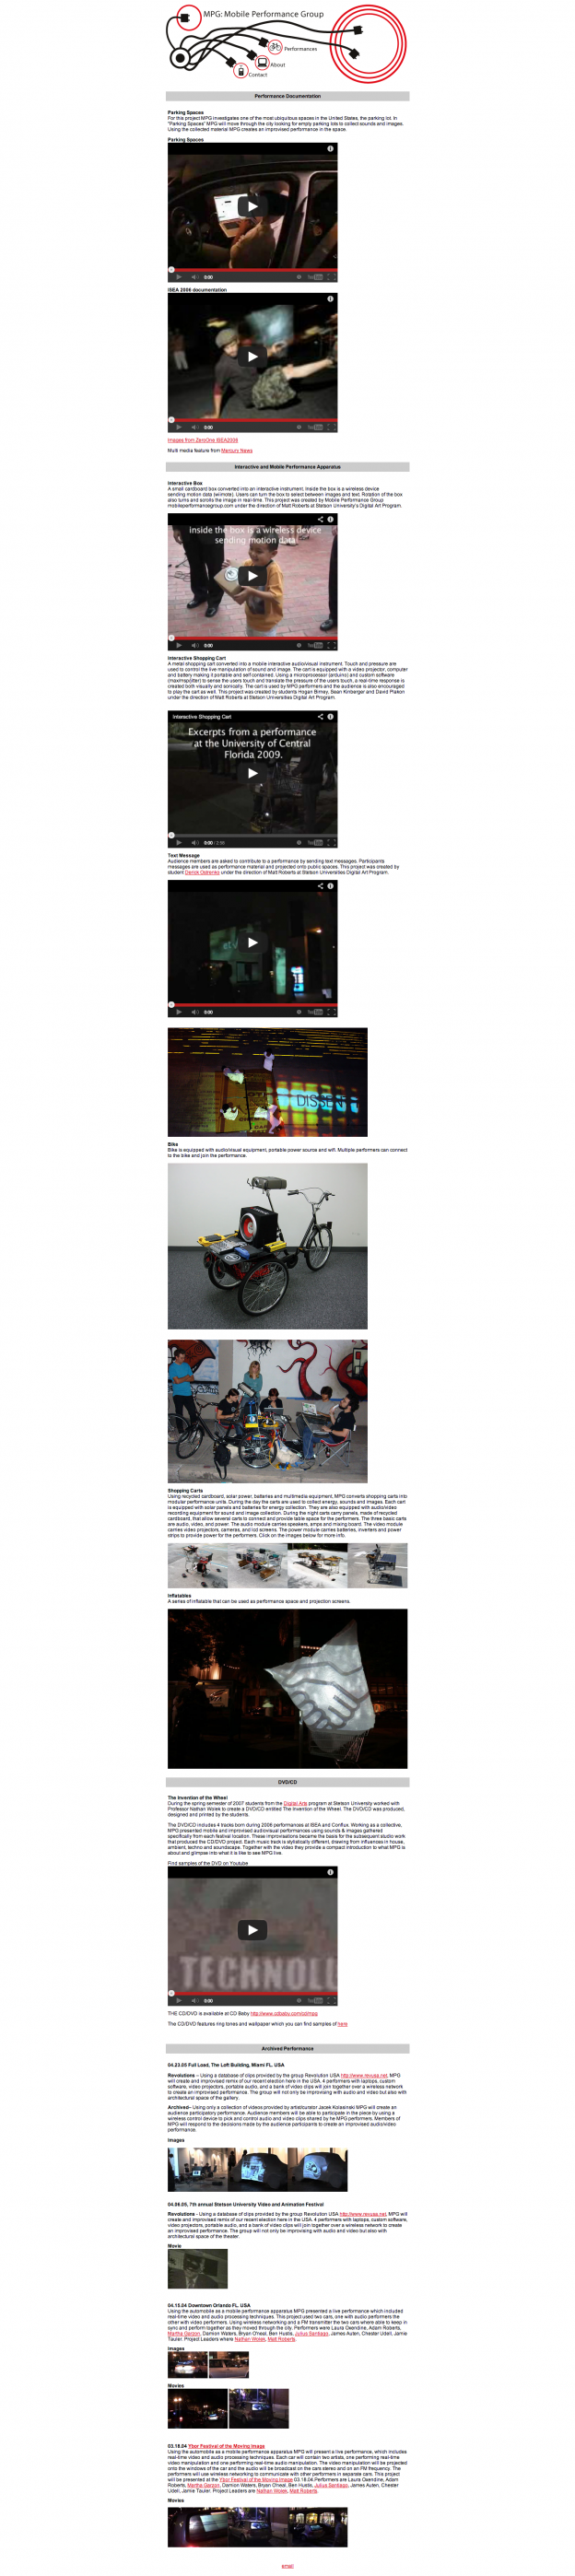 MPG: Mobile Performance Group
Performances
About
Contact
Performance Documentation
Parking Spaces
For this project MPG investigates one of the most ubiquitous spaces in the United States, the parking lot. In
"Parking Spaces" MPG will move through the city looking for empty parking lots to collect sounds and images.
Using the collected material MPG creates an improvised performance in the space.
Parking Spaces
0:00
ISEA 2006 documentation
0:00
Images from ZeroOne ISEA2006
Multi media feature from Mercury News
Interactive and Mobile Performance Apparatus
Interactive Box
A small cardboard box converted into an interactive instrument. Inside the box is a wireless device
sending motion data (wiimote). Users can turn the box to select between images and text. Rotation of the box
also turns and scrolls the image in real-time. This project was created by Mobile Performance Group
mobileperformancegroup.com under the direction of Matt Roberts at Stetson University's Digital Art Program.
inside the box is a wireless device
sending motion data
0:00
Interactive Shopping Cart
A metal shopping cart converted into a mobile interactive audio/visual instrument. Touch and pressure are
used to control the live manipulation of sound and image. The cart is equipped with a video projector, computer
and battery making it portable and self-contained. Using a microprocessor (arduino) and custom software
(max/msp/jitter) to sense the users touch and translate the pressure of the users touch, a real-time response is
created both visually and sonically. The cart is used by MPG performers and the audience is also encouraged
to play the cart as well. This project was created by students Hogan Birney, Sean Kinberger and David Plakon
under the direction of Matt Roberts at Stetson Universities Digital Art Program.
Interactive Shopping Cart
Excerpts from a performance
at the University of Central
Florida 2009.
0:00
Text Message
Audience members are asked to contribute to a performance by sending text messages. Participants
messages are used as performance material and projected onto public spaces. This project was created by
student Derick Ostrenko under the direction of Matt Roberts at Stetson Universities Digital Art Program.
0:00
DISSENT
Bike
Bike is equipped with audio/visual equipment, portable power source and wifi. Multiple performers can connect
to the bike and join the performance.
Shopping Carts
Using recycled cardboard, solar power, batteries and multimedia equipment, MPG converts shopping carts into
modular performance units. During the day the carts are used to collect energy, sounds and images. Each cart
is equipped with solar panels and batteries for energy collection. They are also equipped with audio/video
recording equipment for sound and image collection. During the night carts carry panels, made of recycled
cardboard, that allow several carts to connect and provide table space for the performers. The three basic carts
are audio, video, and power. The audio module carries speakers, amps and mixing board. The video module
carries video projectors, cameras, and lcd screens. The power module carries batteries, inverters and power
strips to provide power for the performers. Click on the images below for more info.
Inflatables
A series of inflatable that can be used as performance space and projection screens.
DVD/CD
The Invention of the Wheel
During the spring semester of 2007 students from the Digital Arts program at Stetson University worked with
Professor Nathan Wolek to create a DVD/CD entitled The Invention of the Wheel. The DVD/CD was produced,
designed and printed by the students.
The DVD/CD includes 4 tracks born during 2006 performances at ISEA and Conflux. Working as a collective,
MPG presented mobile and improvised audiovisual performances using sounds & images gathered
specifically from each festival location. These improvisations became the basis for the subsequent studio work
that produced the CD/DVD project. Each music track is stylistically different, drawing from influences in house,
ambient, techno and soundscape. Together with the video they provide a compact introduction to what MPG is
about and glimpse into what it is like to see MPG live.
Find samples of the DVD on Youtube
0:00
THE CD/DVD is available at CD Baby http://www.cdbaby.com/cd/mpg
The CD/DVD features ring tones and wallpaper which you can find samples of here
Archived Performance
04.23.05 Full Load, The Loft Building, Miami FL. USA
Revolutions – Using a database of clips provided by the group Revolution USA http://www.revusa.net, MPG
will create and improvised remix of our recent election here in the USA. 4 performers with laptops, custom
software, video projectors, portable audio, and a bank of video clips will join together over a wireless network
to create an improvised performance. The group will not only be improvising with audio and video but also with
architectural space of the gallery.
Archived– Using only a collection of videos provided by artist/curator Jacek Kolasinski MPG will create an
audience participatory performance. Audience members will be able to participate in the piece by using a
wireless control device to pick and control audio and video clips shared by he MPG performers. Members of
MPG will respond to the decisions made by the audience participants to create an improvised audio/video
performance.
Images
04.08.05, 7th annual Stetson University Video and Animation Festival
Revolutions - Using a database of clips provided by the group Revolution USA http://www.revusa.net, MPG will
create and improvised remix of our recent election here in the USA. 4 performers with laptops, custom software,
video projectors, portable audio, and a bank of video clips will join together over a wireless network to create
an improvised performance. The group will not only be improvising with audio and video but also with
architectural space of the theater.
Movie
04.15.04 Downtown Orlando FL. USA
Using the automobile as a mobile performance apparatus MPG presented a live performance which included
real-time video and audio processing techniques. This project used two cars, one with audio performers the
other with video performers. Using wireless networking and a FM transmitter the two cars where able to keep in
sync and perform together as they moved through the city. Performers were Laura Oxendine, Adam Roberts,
Martha Garzon, Damion Waters, Bryan Cheal, Ben Huelis, Julius Santiago, James Auten, Chester Udell, Jamie
Tauler. Project Leaders where Nathan Wolek, Matt Roberts.
Images
Movies
03.18.04 Ybor Festival of the Moving Image
Using the automobile as a mobile performance apparatus MPG will present a live performance, which includes
real-time video and audio processing techniques. Each car will contain two artists, one performing real-time
video manipulation and one performing real-time audio manipulation. The video manipulation will be projected
onto the windows of the car and the audio will be broadcast on the cars stereo and on an FM frequency. The
performers will use wireless networking to communicate with other performers in separate cars. This project
will be presented at the Ybor Festival of the Moving Image 03.18.04.Performers are Laura Oxendine, Adam
Roberts, Martha Garzon, Damion Waters, Bryan Cheal, Ben Huelis, Julius Santiago, James Auten, Chester
Udell, Jamie Tauler. Project Leaders are Nathan Wolek, Matt Roberts.
Movies
email